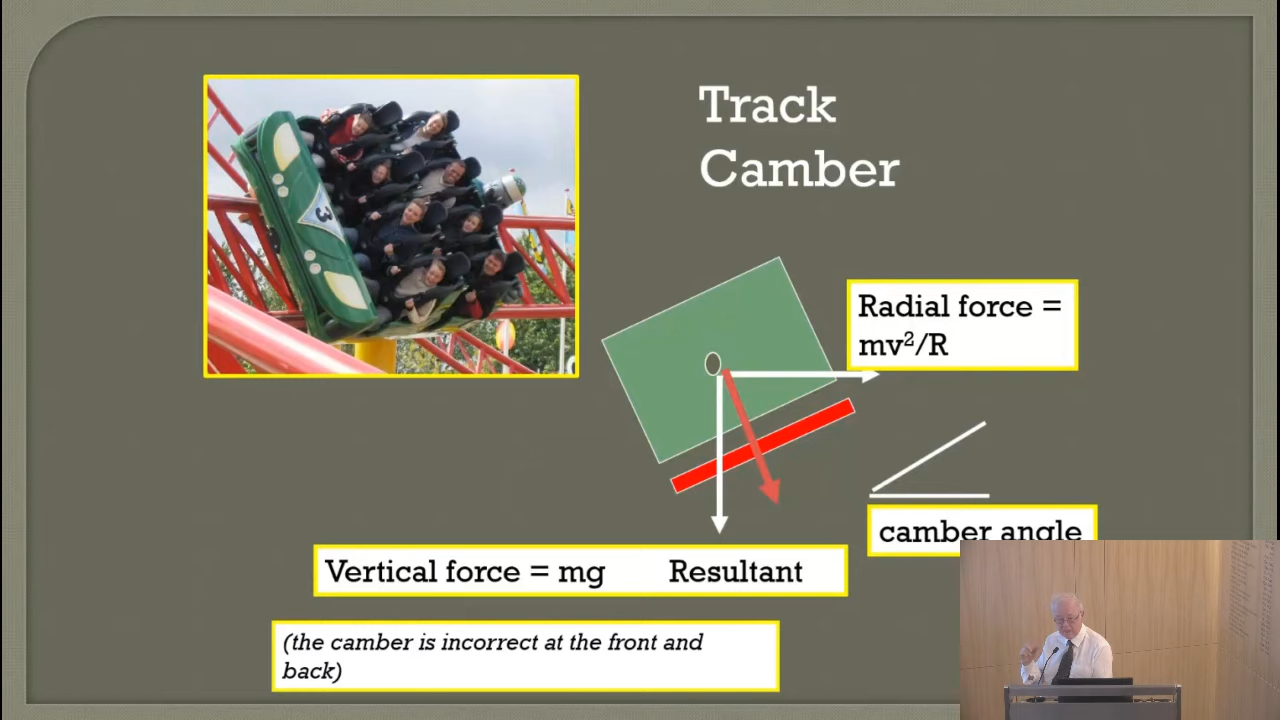 Track
Camber
3
Radial force =
mv²/R
camber angle
Vertical force = mg Resultant
(the camber is incorrect at the front and
back)